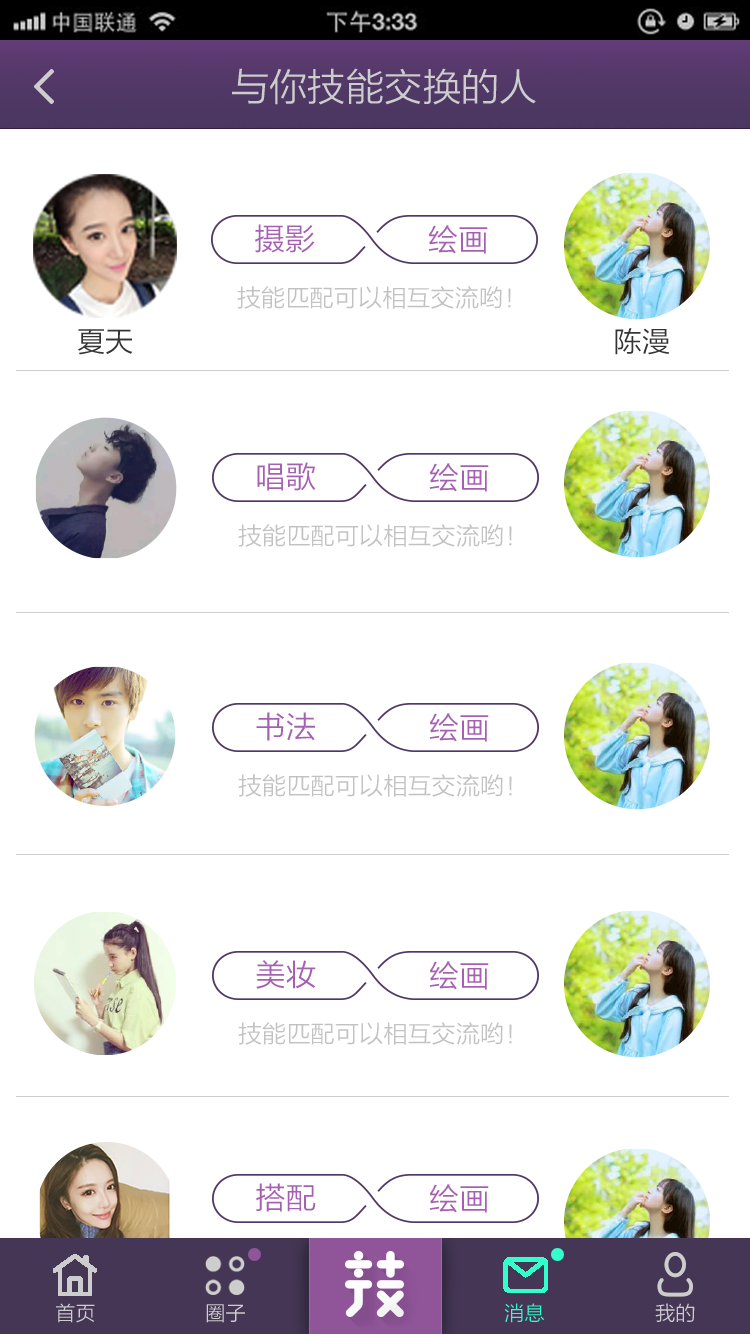 中国联通 下午3:33
与你技能交换的人
摄影 绘画
技能匹配可以相互交流哟！
夏天 陈漫
唱歌 绘画
技能匹配可以相互交流哟！
书法 绘画
技能匹配可以相互交流哟！
美妆 绘画
技能匹配可以相互交流哟！
搭配 绘画
首页 圈子 技 消息 我的